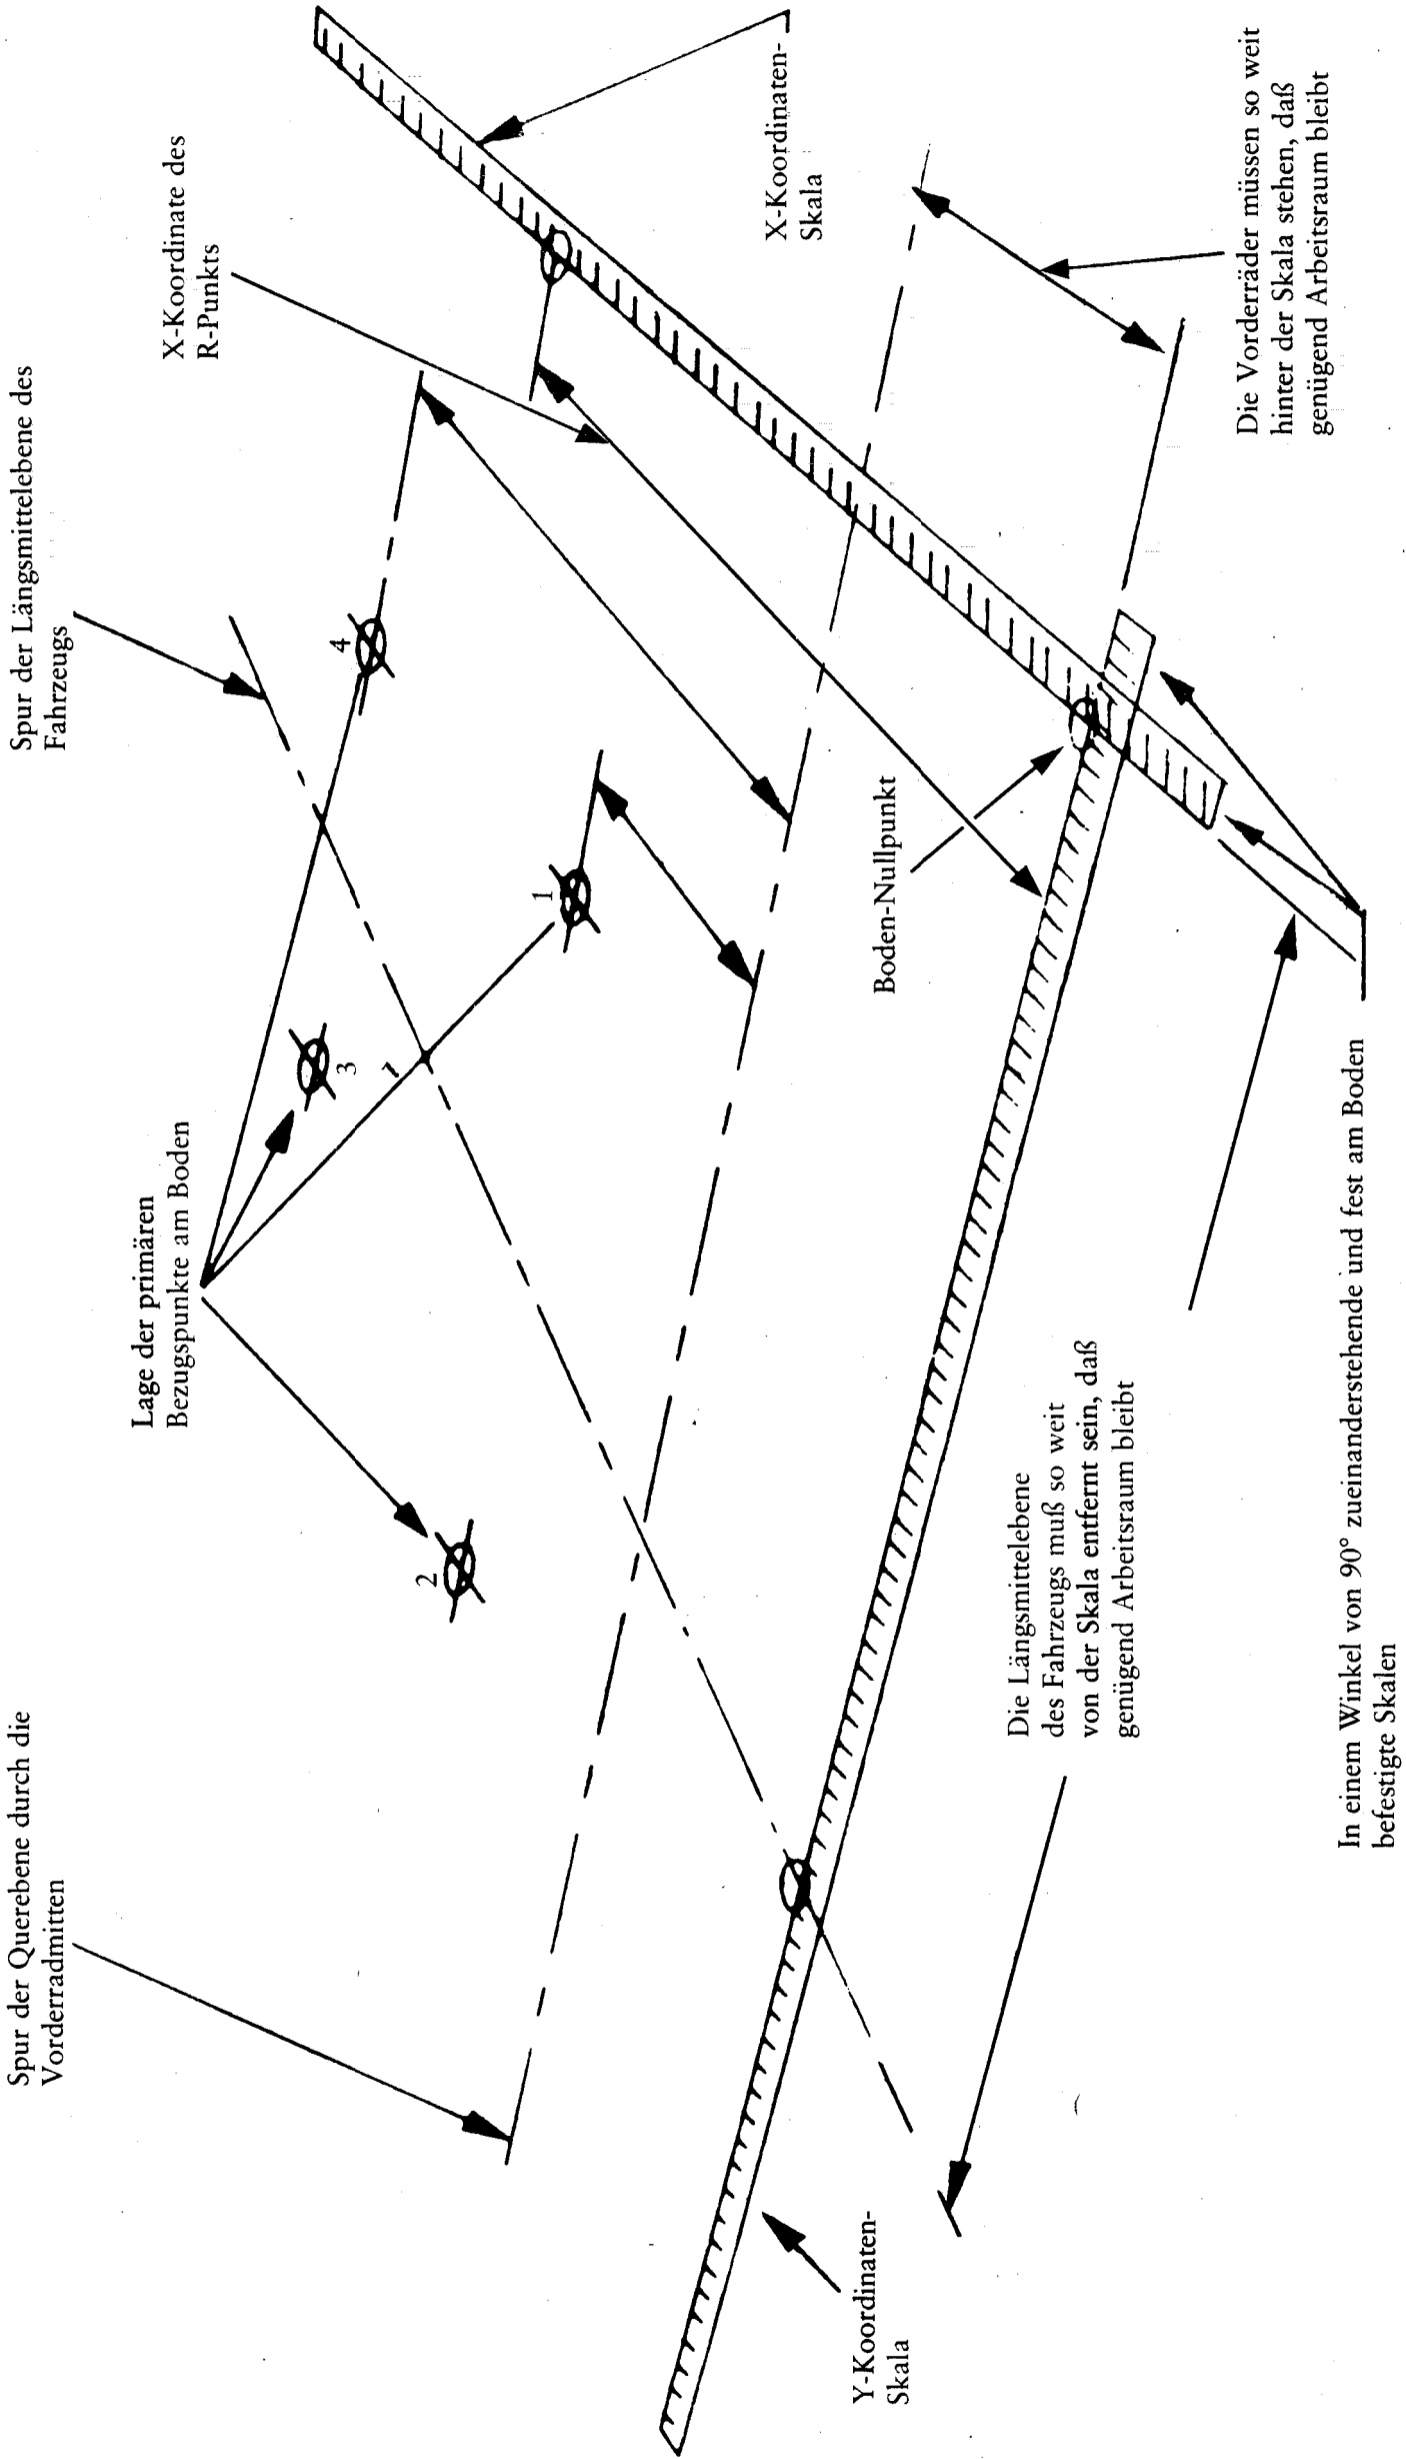 Spur der Querebene durch die
Vorderradmitten
Lage der primären
Bezugspunkte am Boden
Spur der Längsmittelebene des
Fahrzeugs
X-Koordinate des
R-Punkts
2
3
1
4
X-Koordinaten-
Skala
Boden-Nullpunkt
Y-Koordinaten-
Skala
Die Längsmittelebene
des Fahrzeugs muß so weit
von der Skala entfernt sein, daß
genügend Arbeitsraum bleibt
Die Vorderräder müssen so weit
hinter der Skala stehen, daß
genügend Arbeitsraum bleibt
In einem Winkel von 90° zueinanderstehende und fest am Boden
befestigte Skalen